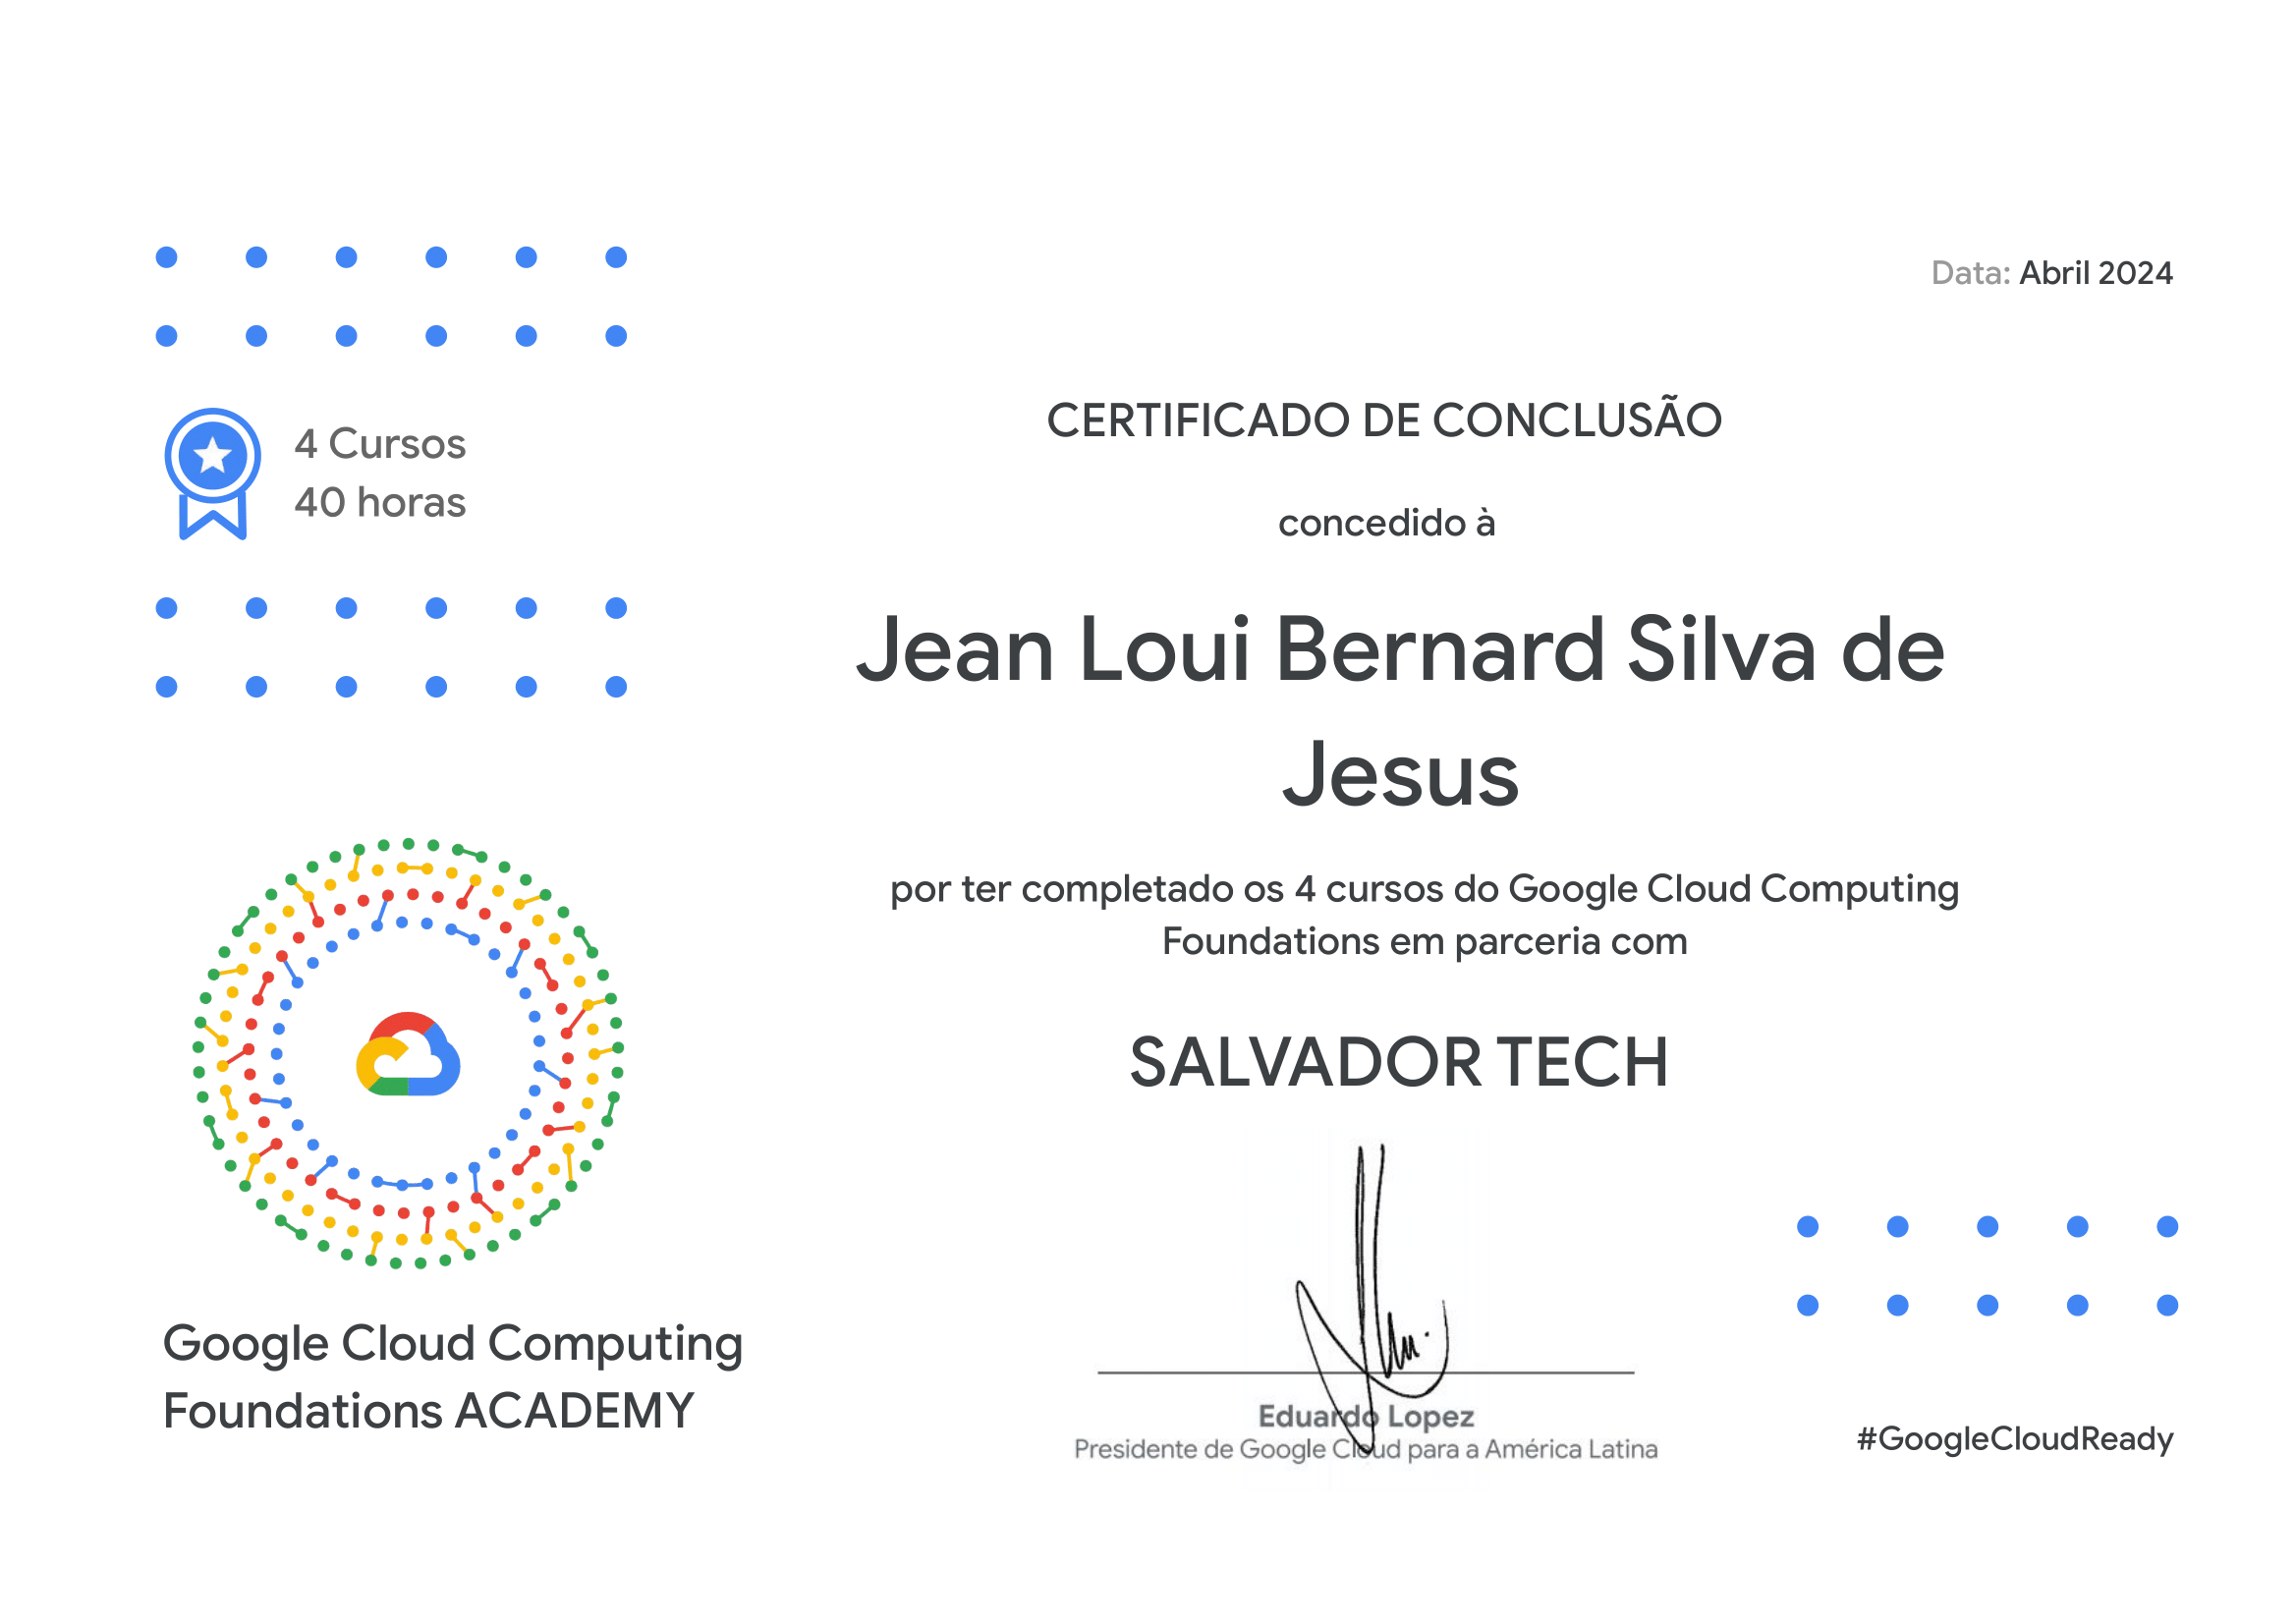 Data: Abril 2024
4 Cursos
40 horas
CERTIFICADO DE CONCLUSÃO
concedido à
Jean Loui Bernard Silva de
Jesus
por ter completado os 4 cursos do Google Cloud Computing
Foundations em parceria com
SALVADOR TECH
Google Cloud Computing
Foundations ACADEMY
Eduardo Lopez
Presidente de Google Cloud para a América Latina
#GoogleCloudReady